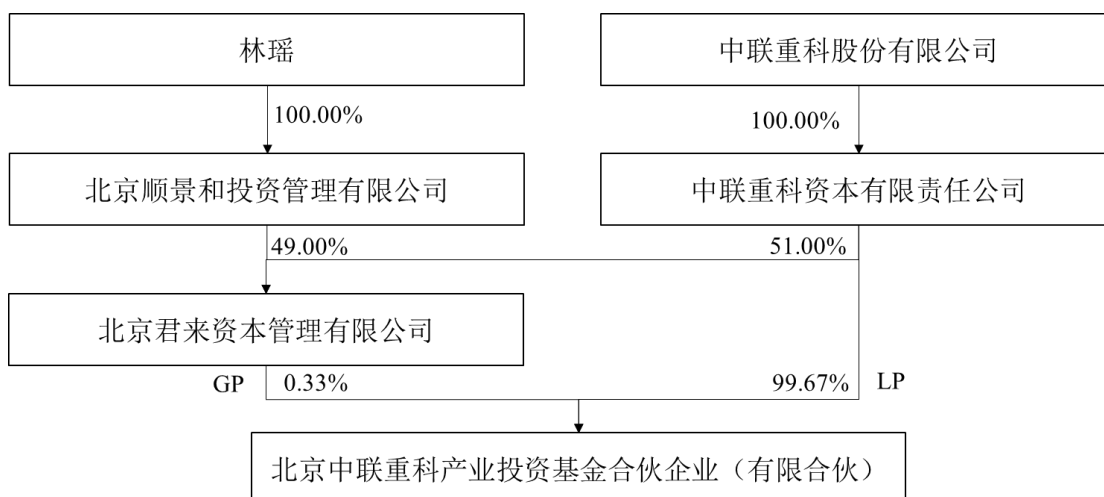 林瑶
中联重科股份有限公司
100.00%
100.00%
北京顺景和投资管理有限公司
中联重科资本有限责任公司
49.00%
51.00%
北京君来资本管理有限公司
GP
0.33%
99.67%
LP
北京中联重科产业投资基金合伙企业（有限合伙）